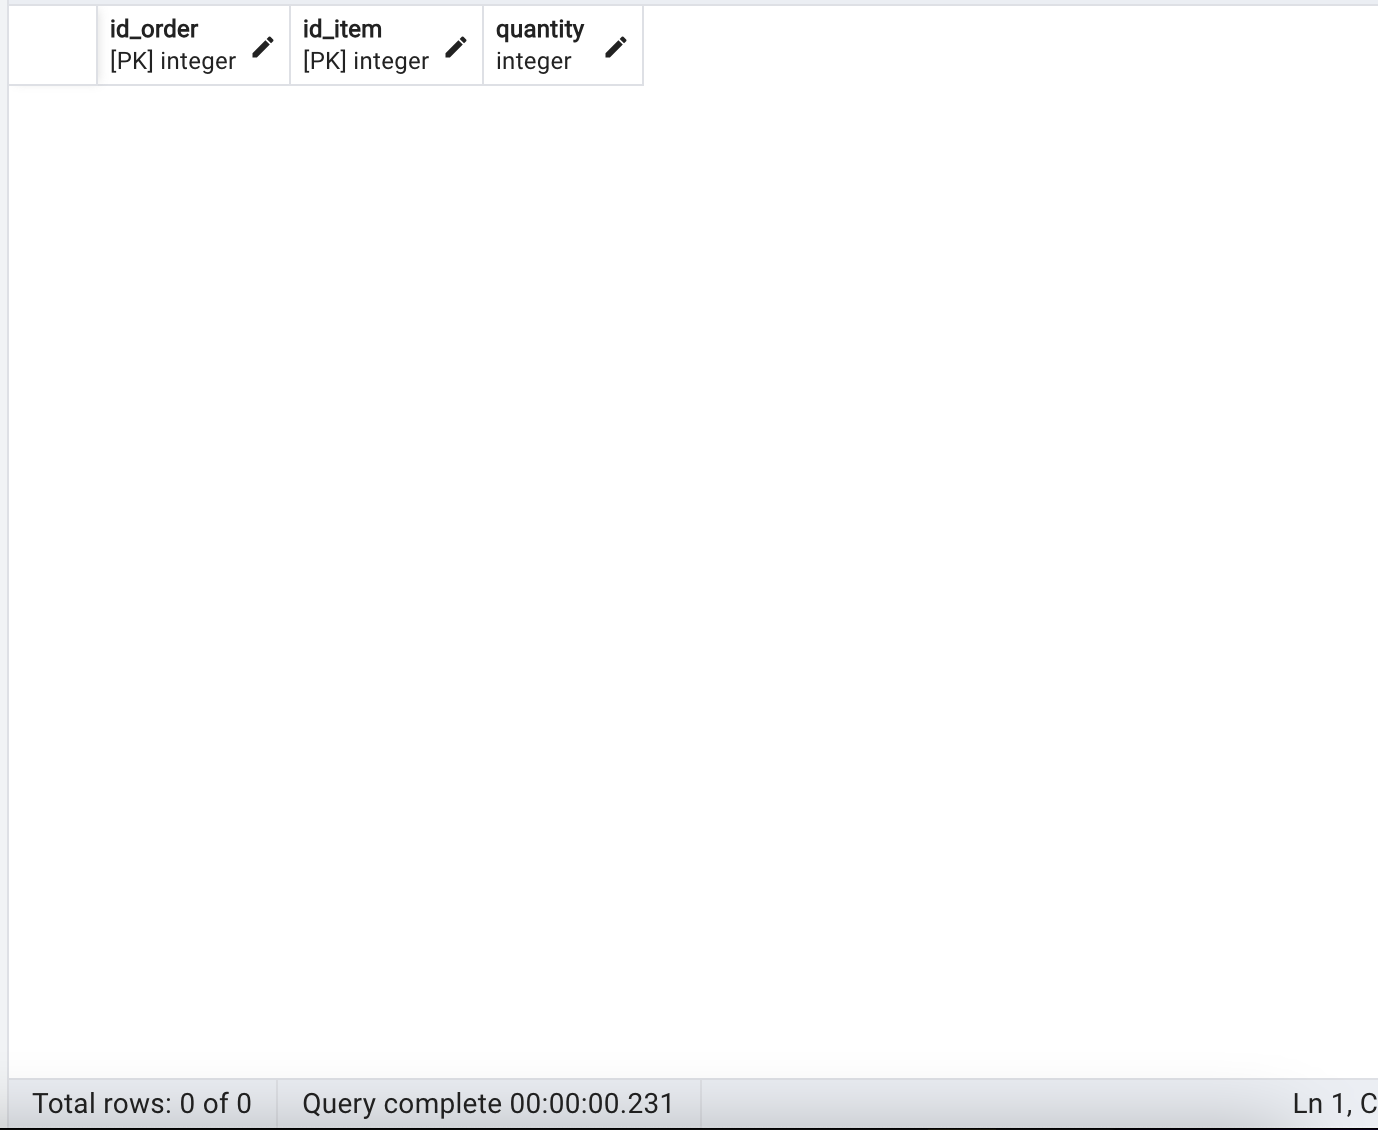 id_order
[PK] integer
id_item
[PK] integer
quantity
integer
Total rows: 0 of 0
Query complete 00:00:00.231
Ln 1, C